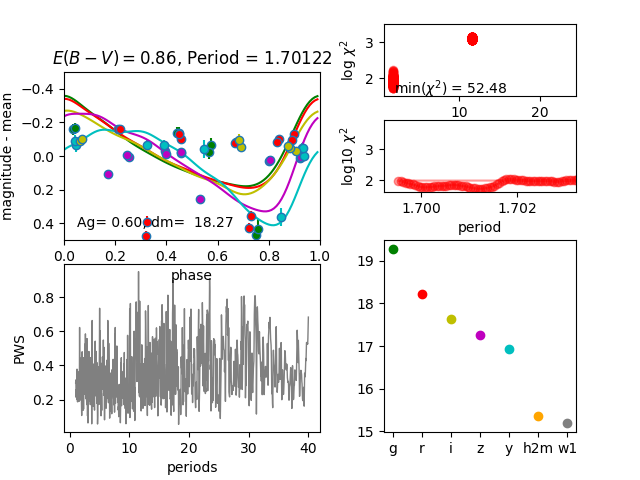 E(B − V) = 0.86, Period = 1.70122
magnitude - mean
−0.4
−0.2
0.0
0.2
0.4
Ag= 0.60; dm= 18.27
0.0 0.2 0.4 0.6 0.8 1.0
phase
log χ²
3
2
min(χ²) = 52.48
10 20
log10 χ²
3
2
1.700 1.702
period
PWS
0.8
0.6
0.4
0.2
0 10 20 30 40
periods
19
18
17
16
15
g r i z y h2m w1